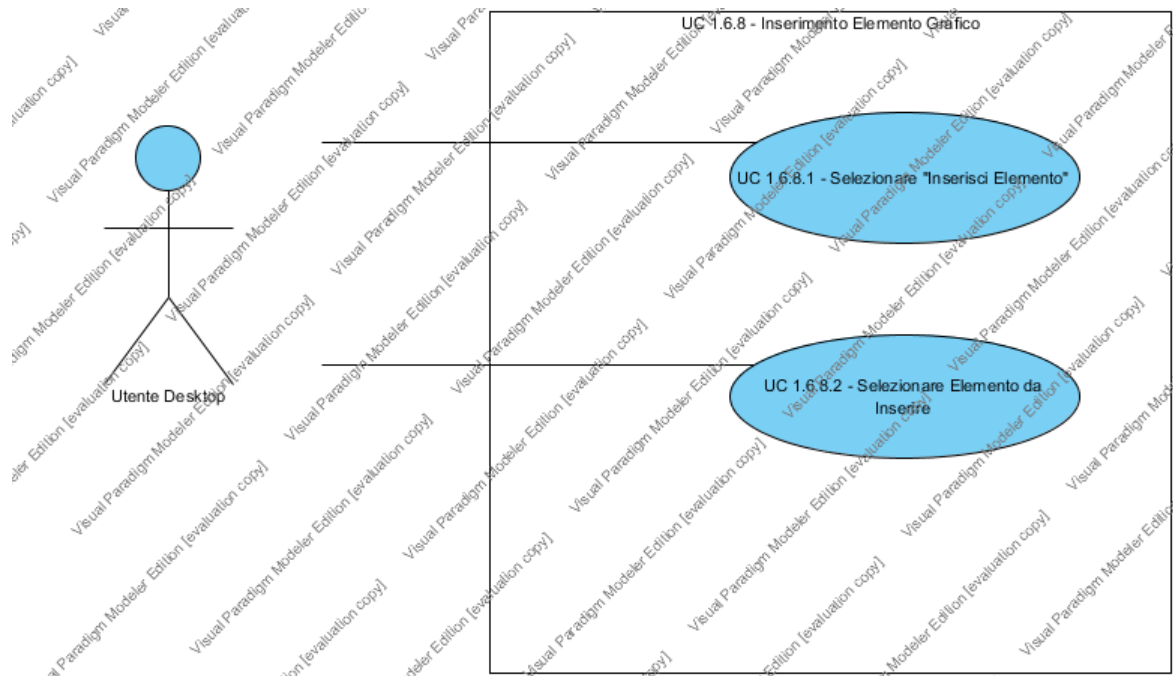 UC 1.6.8 - Inserimento Elemento Grafico
UC 1.6.8.1 - Selezionare "Inserisci Elemento"
Utente Desktop
UC 1.6.8.2 - Selezionare Elemento da
Inserire
Visual Paradigm Modeler Edition [evaluation copy]